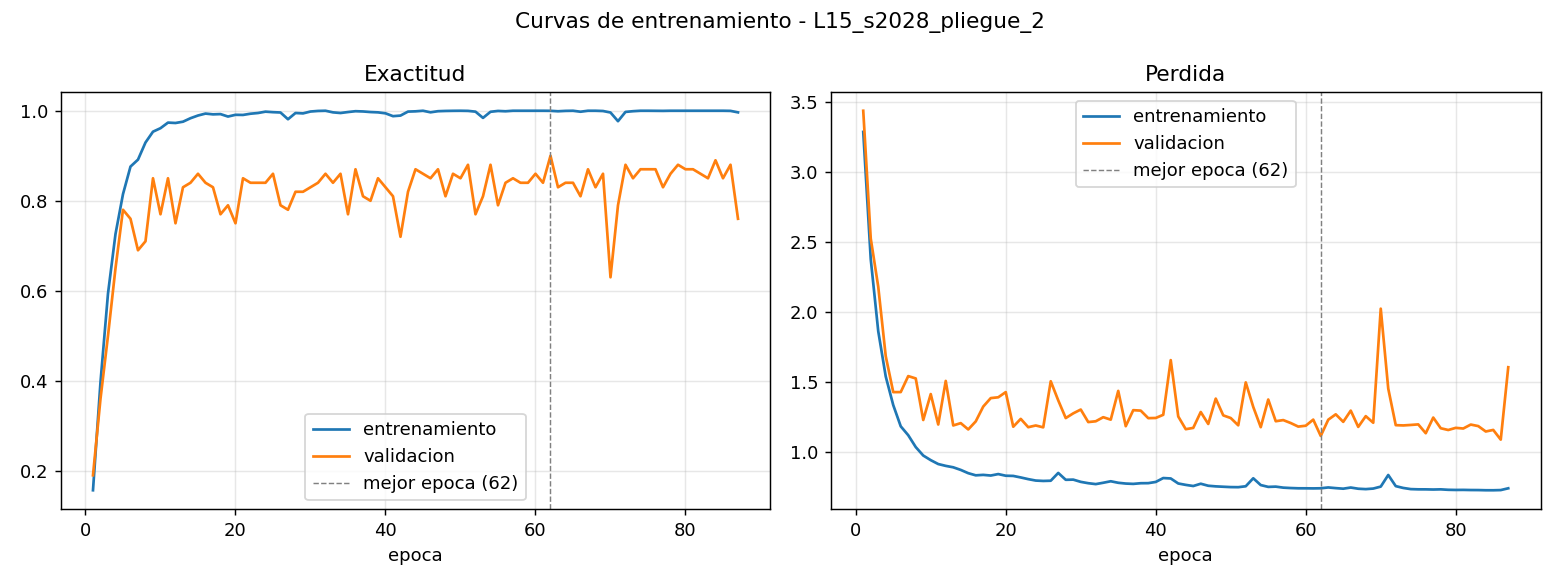 Curvas de entrenamiento - L15_s2028_pliegue_2
Exactitud
1.0
0.8
0.6
0.4
0.2
0
20
40
60
80
epoca
entrenamiento
validacion
mejor epoca (62)
Perdida
3.5
3.0
2.5
2.0
1.5
1.0
0
20
40
60
80
epoca
entrenamiento
validacion
mejor epoca (62)